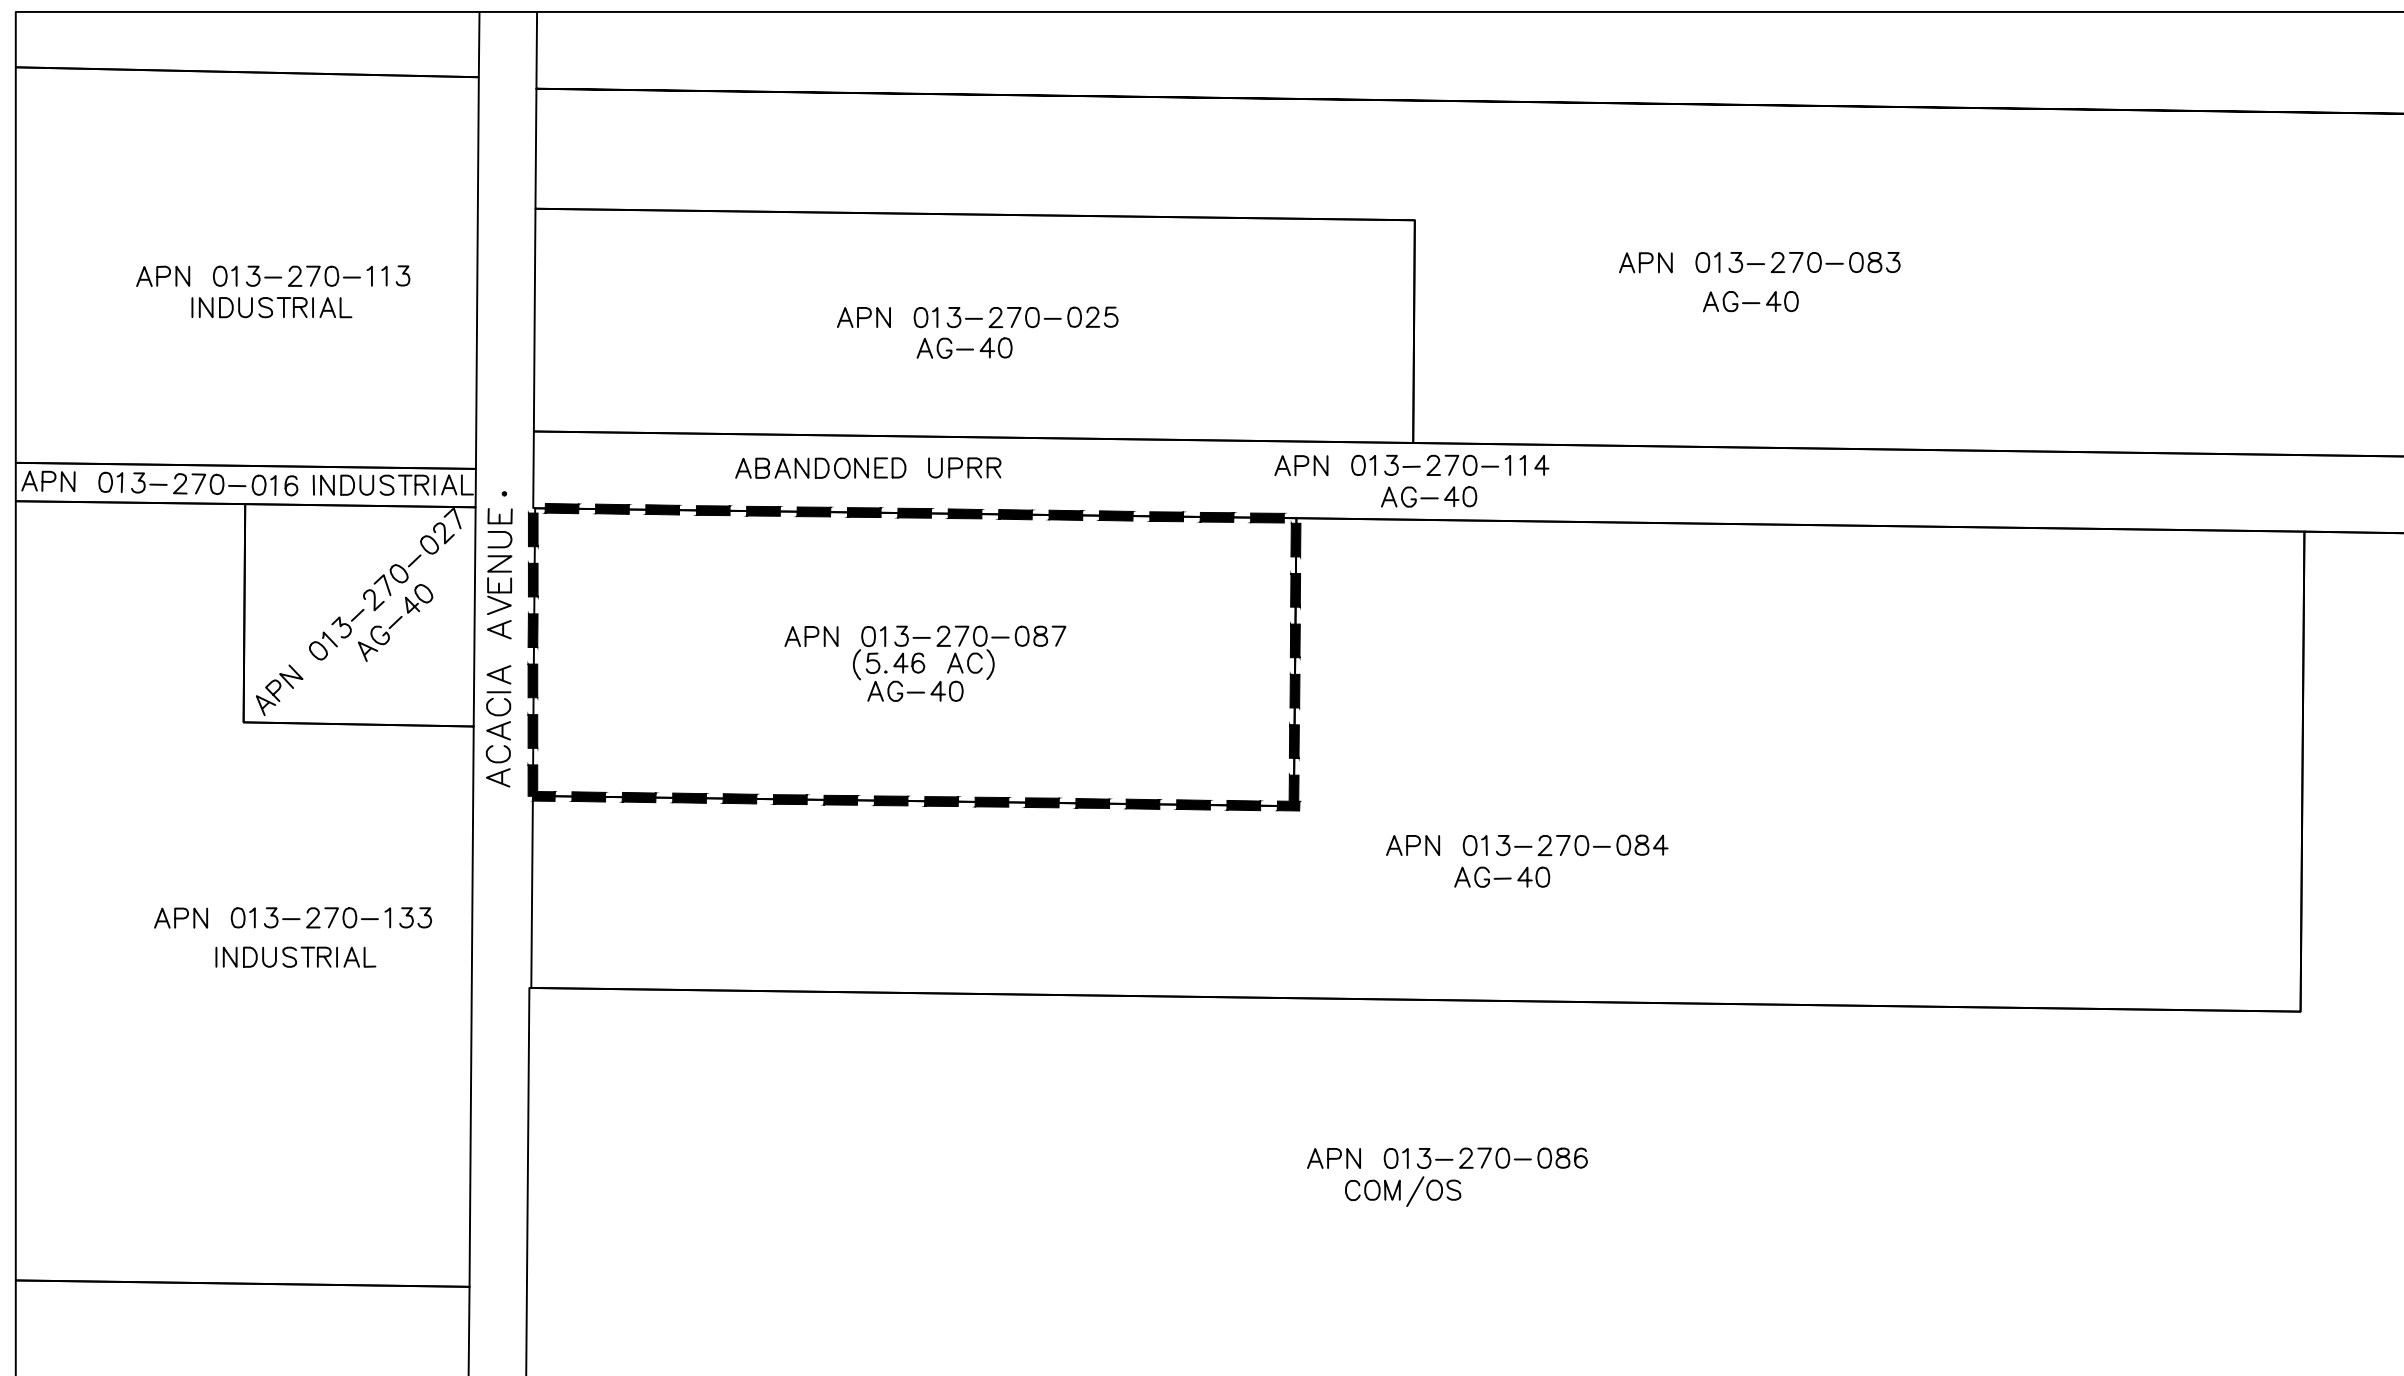 APN 013-270-113
INDUSTRIAL
APN 013-270-083
AG-40
APN 013-270-025
AG-40
APN 013-270-016 INDUSTRIAL
ABANDONED UPRR
APN 013-270-114
AG-40
APN 013-270-027
AG-40
ACACIA AVENUE.
APN 013-270-087
(5.46 AC)
AG-40
APN 013-270-084
AG-40
APN 013-270-133
INDUSTRIAL
APN 013-270-086
COM/OS